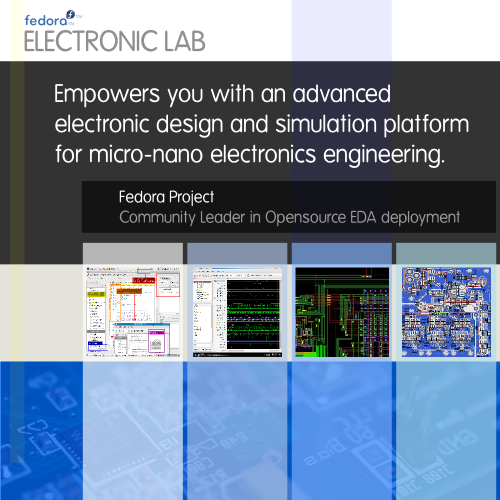 fedora™
ELECTRONIC LAB
Empowers you with an advanced
electronic design and simulation platform
for micro-nano electronics engineering.
Fedora Project
Community Leader in Opensource EDA deployment